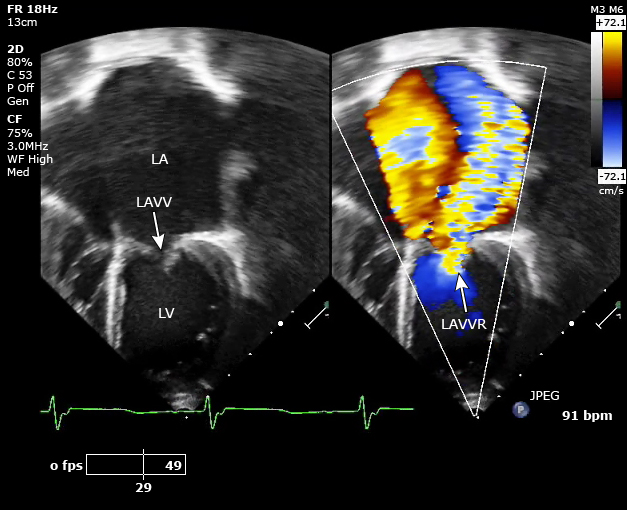 FR 18Hz
13cm
2D
80%
C 53
P Off
Gen
CF
75%
3.0MHz
WF High
Med
LA
LAVV
LV
M3 M6
+72.1
-72.1
cm/s
LAVVR
P
JPEG
91 bpm
o fps
49
29